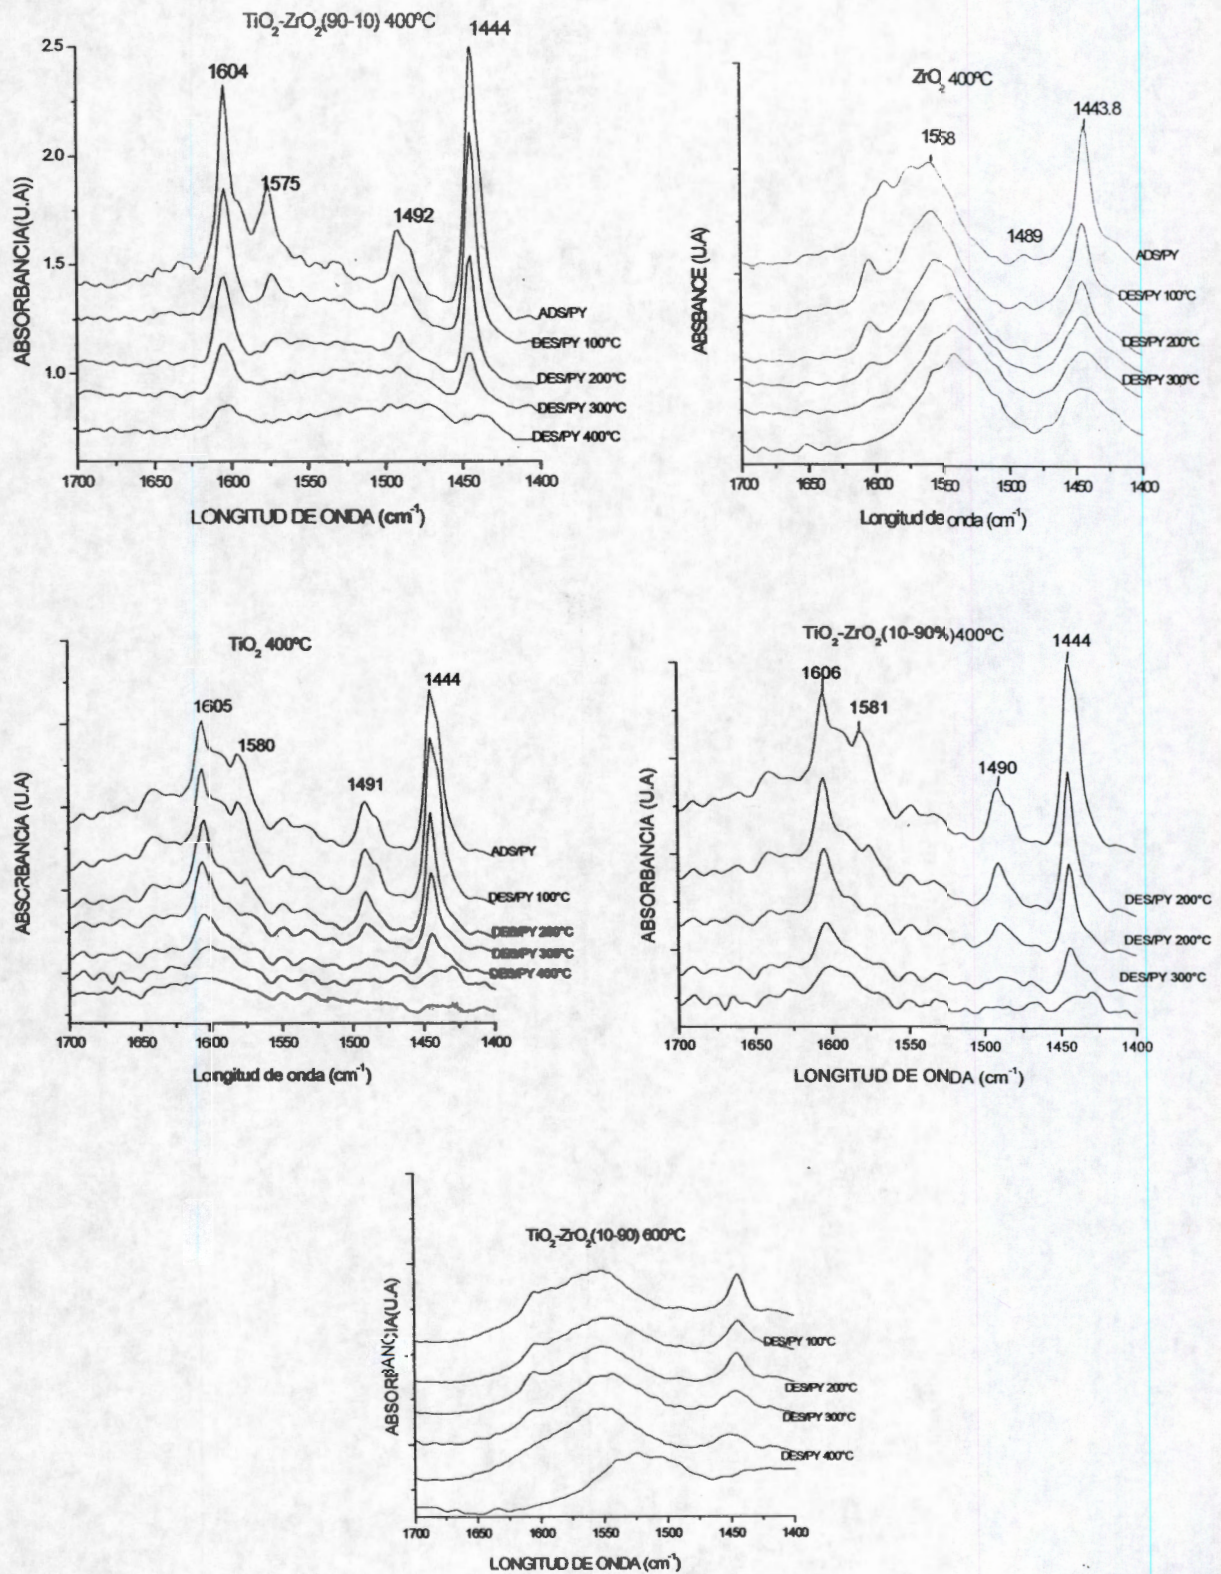 TiO2-ZrO2(90-10) 400ºC
1444
2.5
1604
2.0
1575
1492
1.5
1.0
ABSORBANCIA(U.A))
ADS/PY
DES/PY 100°C
DES/PY 200°C
DES/PY 300°C
DES/PY 400°C
1700 1650 1600 1550 1500 1450 1400
LONGITUD DE ONDA (cm-1)
ZrO2 400ºC
1443.8
1558
1489
ABSBANCE (U.A)
ADS/PY
DES/PY 100°C
DES/PY 200°C
DES/PY 300°C
1700 1650 1600 1550 1500 1450 1400
Longitud de onda (cm-1)
TiO2 400ºC
1444
1605
1580
1491
ABSORBANCIA (U.A)
ADS/PY
DES/PY 100°C
DES/PY 200°C
DES/PY 300°C
DES/PY 400°C
1700 1650 1600 1550 1500 1450 1400
Longitud de onda (cm-1)
TiO2-ZrO2(10-90%)400ºC
1444
1606
1581
1490
ABSORBANCIA (U.A)
DES/PY 200°C
DES/PY 200°C
DES/PY 300°C
1700 1650 1600 1550 1500 1450 1400
LONGITUD DE ONDA (cm-1)
TiO2-ZrO2(10-90) 600ºC
ABSORBANCIA(U.A)
DES/PY 100°C
DES/PY 200°C
DES/PY 300°C
DES/PY 400°C
1700 1650 1600 1550 1500 1450 1400
LONGITUD DE ONDA (cm-1)